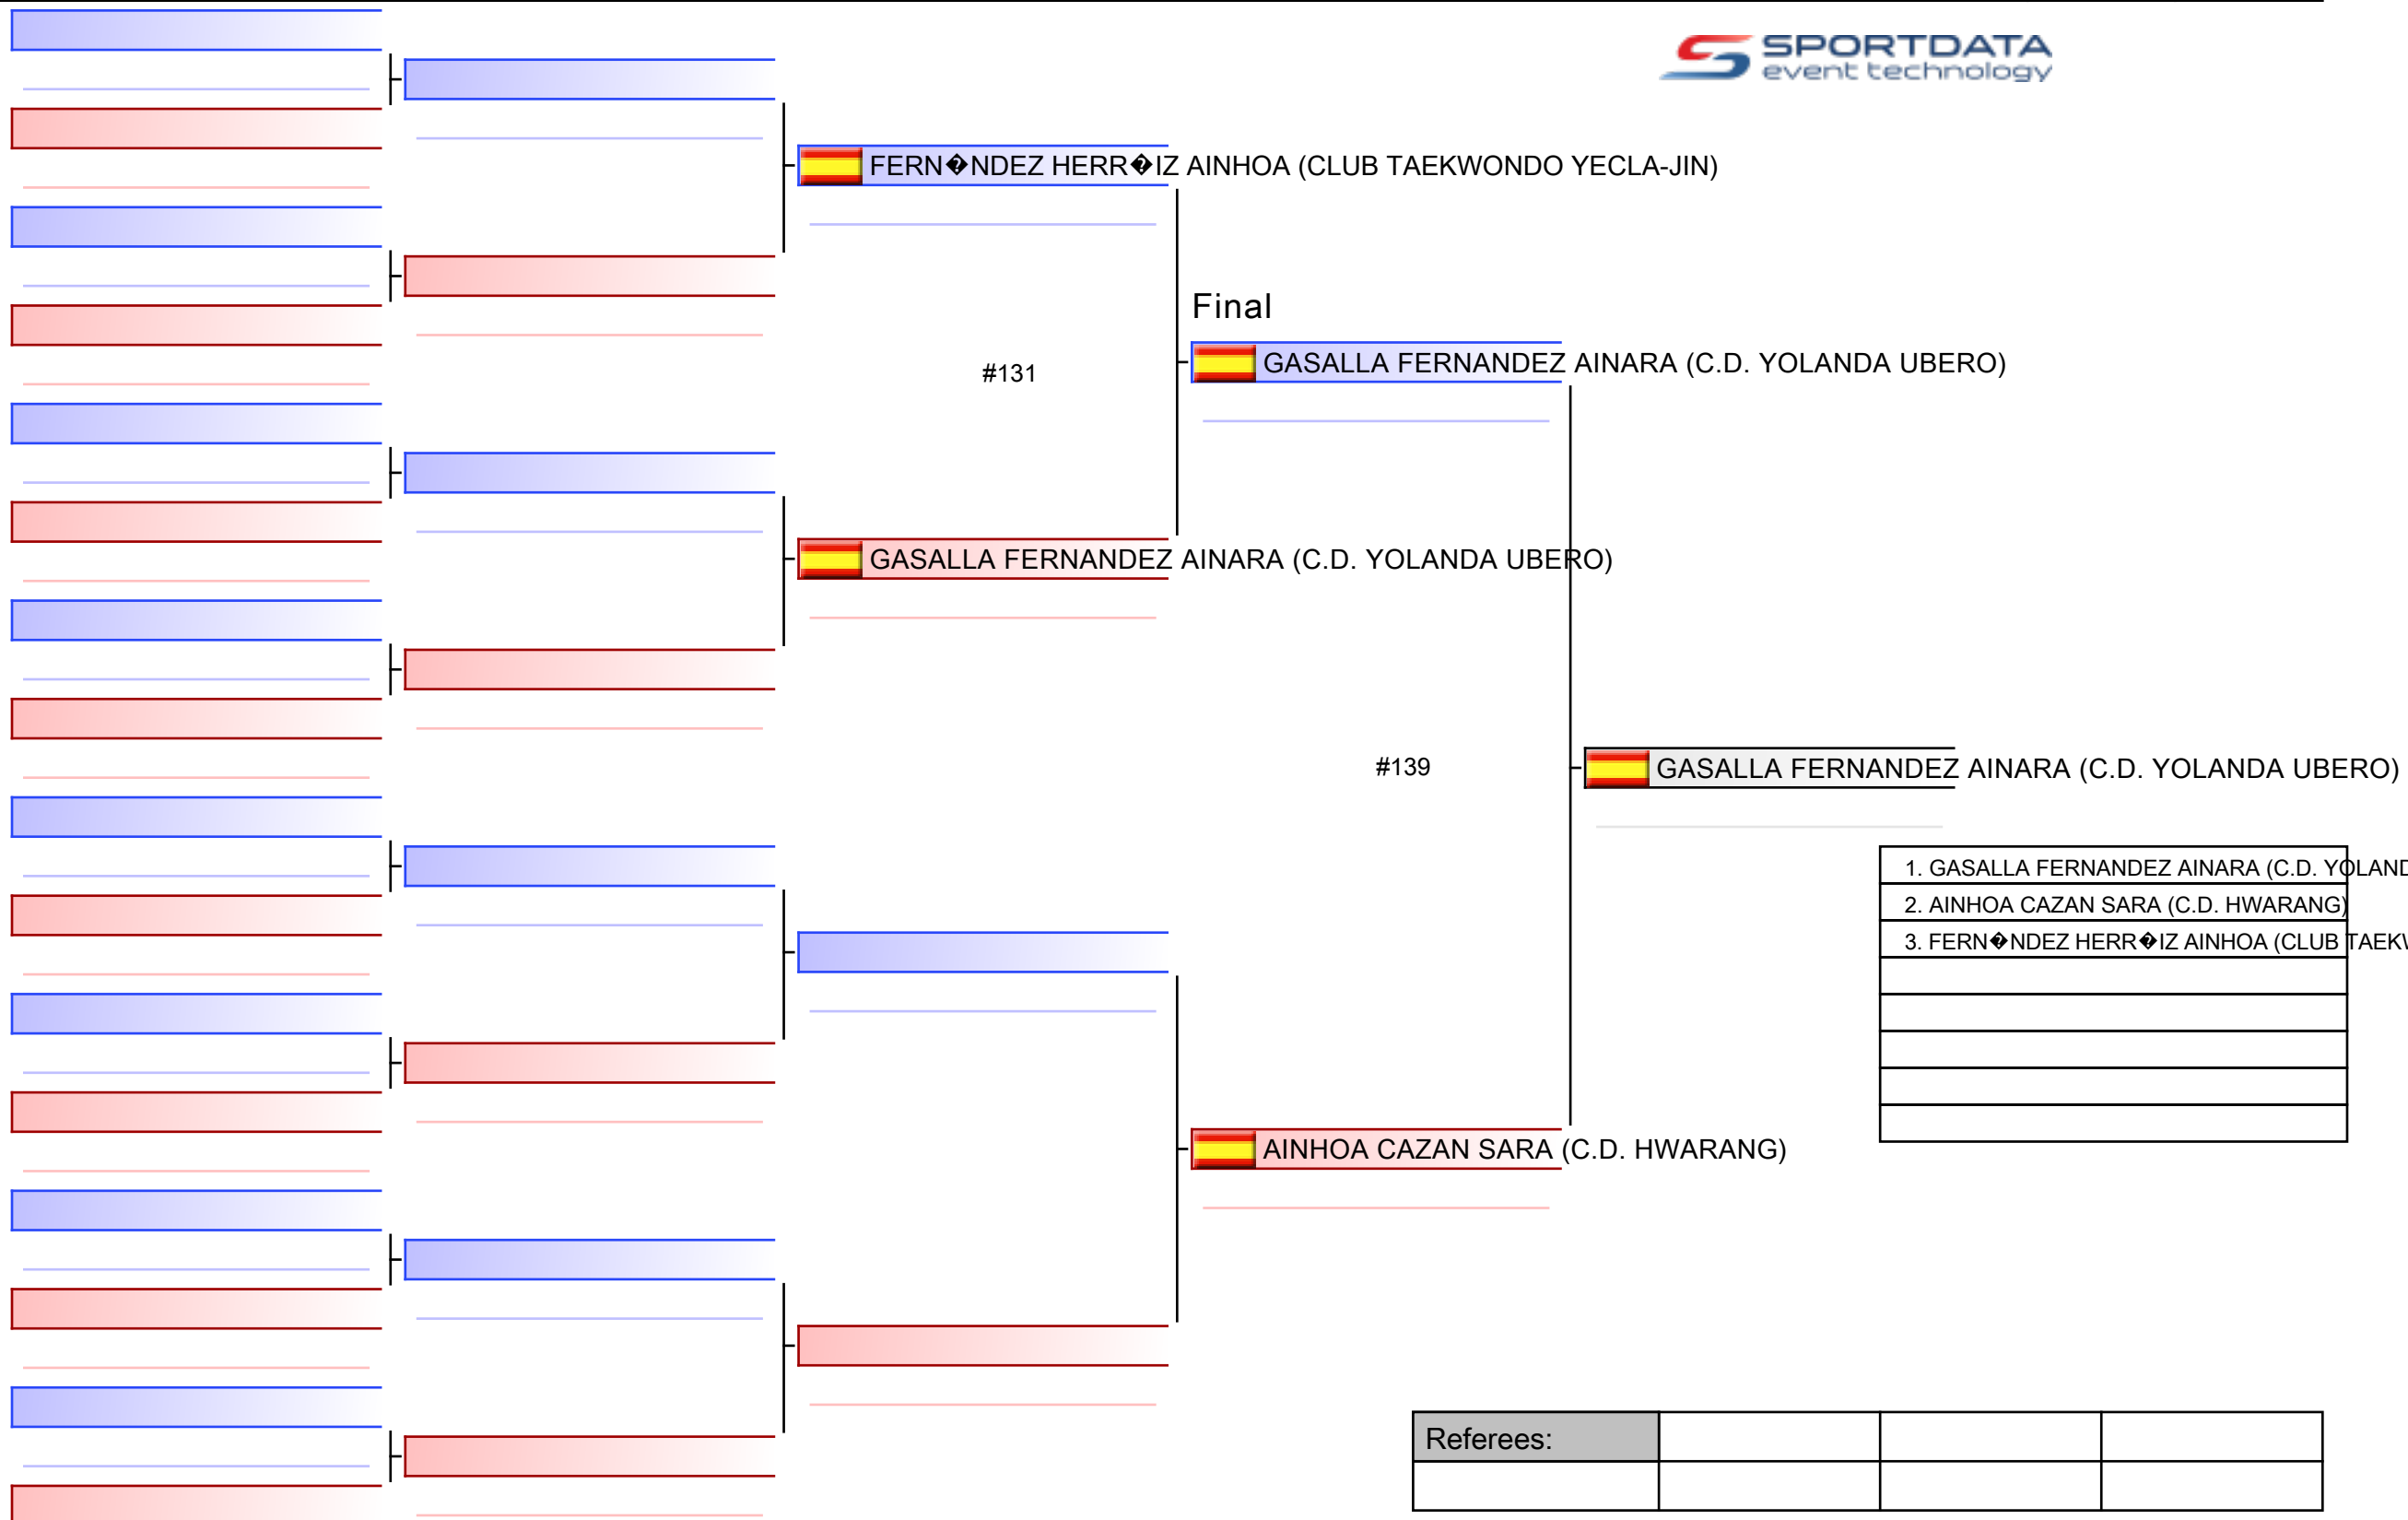 SPORTDATA
event technology
FERN�NDEZ HERR�IZ AINHOA (CLUB TAEKWONDO YECLA-JIN)
Final
GASALLA FERNANDEZ AINARA (C.D. YOLANDA UBERO)
#131
GASALLA FERNANDEZ AINARA (C.D. YOLANDA UBERO)
#139
GASALLA FERNANDEZ AINARA (C.D. YOLANDA UBERO)
1. GASALLA FERNANDEZ AINARA (C.D. YOLAND
2. AINHOA CAZAN SARA (C.D. HWARANG)
3. FERN�NDEZ HERR�IZ AINHOA (CLUB TAEKW
AINHOA CAZAN SARA (C.D. HWARANG)
Referees: